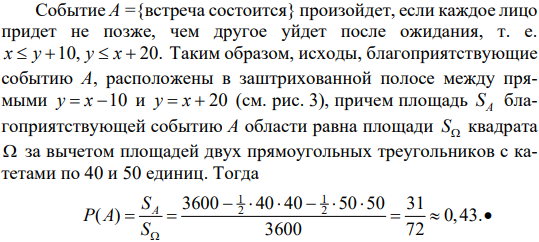 Событие A ={встреча состоится} произойдет, если каждое лицо
придет не позже, чем другое уйдет после ожидания, т. е.
x ≤ y + 10, y ≤ x + 20. Таким образом, исходы, благоприятствующие
событию A, расположены в заштрихованной полосе между пря-
мыми y = x − 10 и y = x + 20 (см. рис. 3), причем площадь S_A бла-
гоприятствующей событию A области равна площади S_Ω квадрата
Ω за вычетом площадей двух прямоугольных треугольников с ка-
тетами по 40 и 50 единиц. Тогда
P(A) = S_A/S_Ω = (3600 − 1/2 · 40 · 40 − 1/2 · 50 · 50)/3600 = 31/72 ≈ 0,43.●